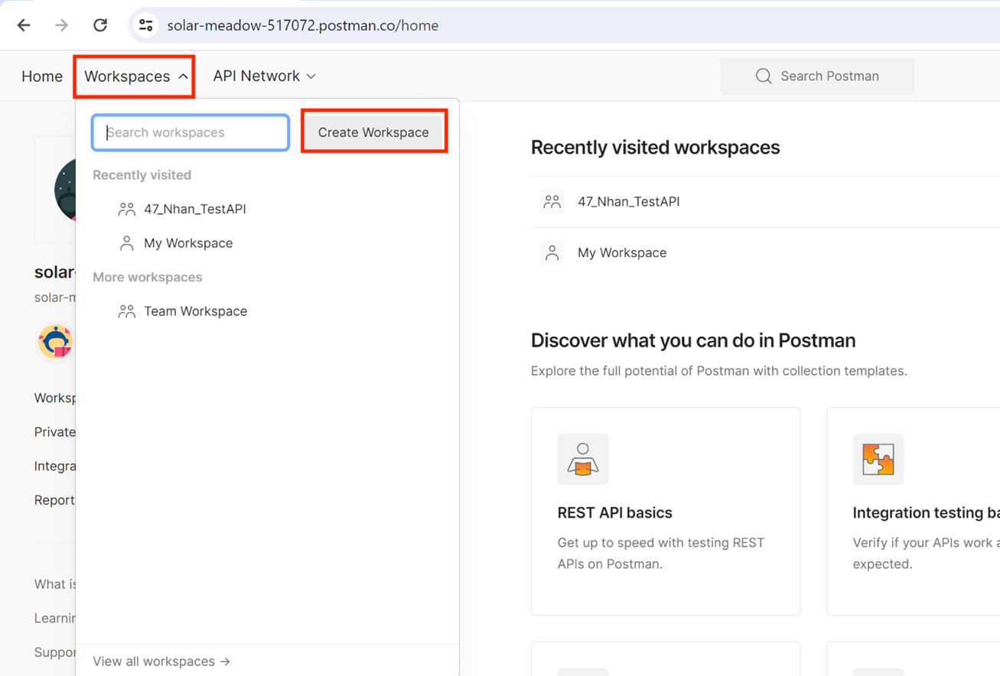 solar-meadow-517072.postman.co/home
Home Workspaces API Network Search Postman
Search workspaces Create Workspace
Recently visited
47_Nhan_TestAPI
My Workspace
More workspaces
Team Workspace
View all workspaces →
solar-
solar-m
Worksp
Private
Integra
Report
What is
Learnin
Suppor
Recently visited workspaces
47_Nhan_TestAPI
My Workspace
Discover what you can do in Postman
Explore the full potential of Postman with collection templates.
REST API basics
Get up to speed with testing REST
APIs on Postman.
Integration testing ba
Verify if your APIs work a
expected.